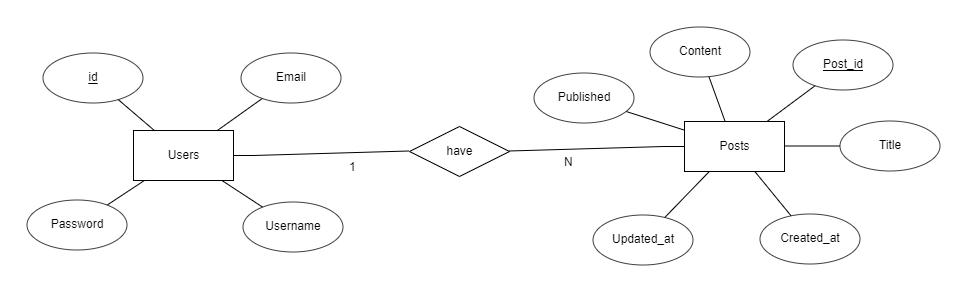 Content
Post_id
id
Email
Published
Users
have
Posts
Title
1
N
Password
Username
Updated_at
Created_at